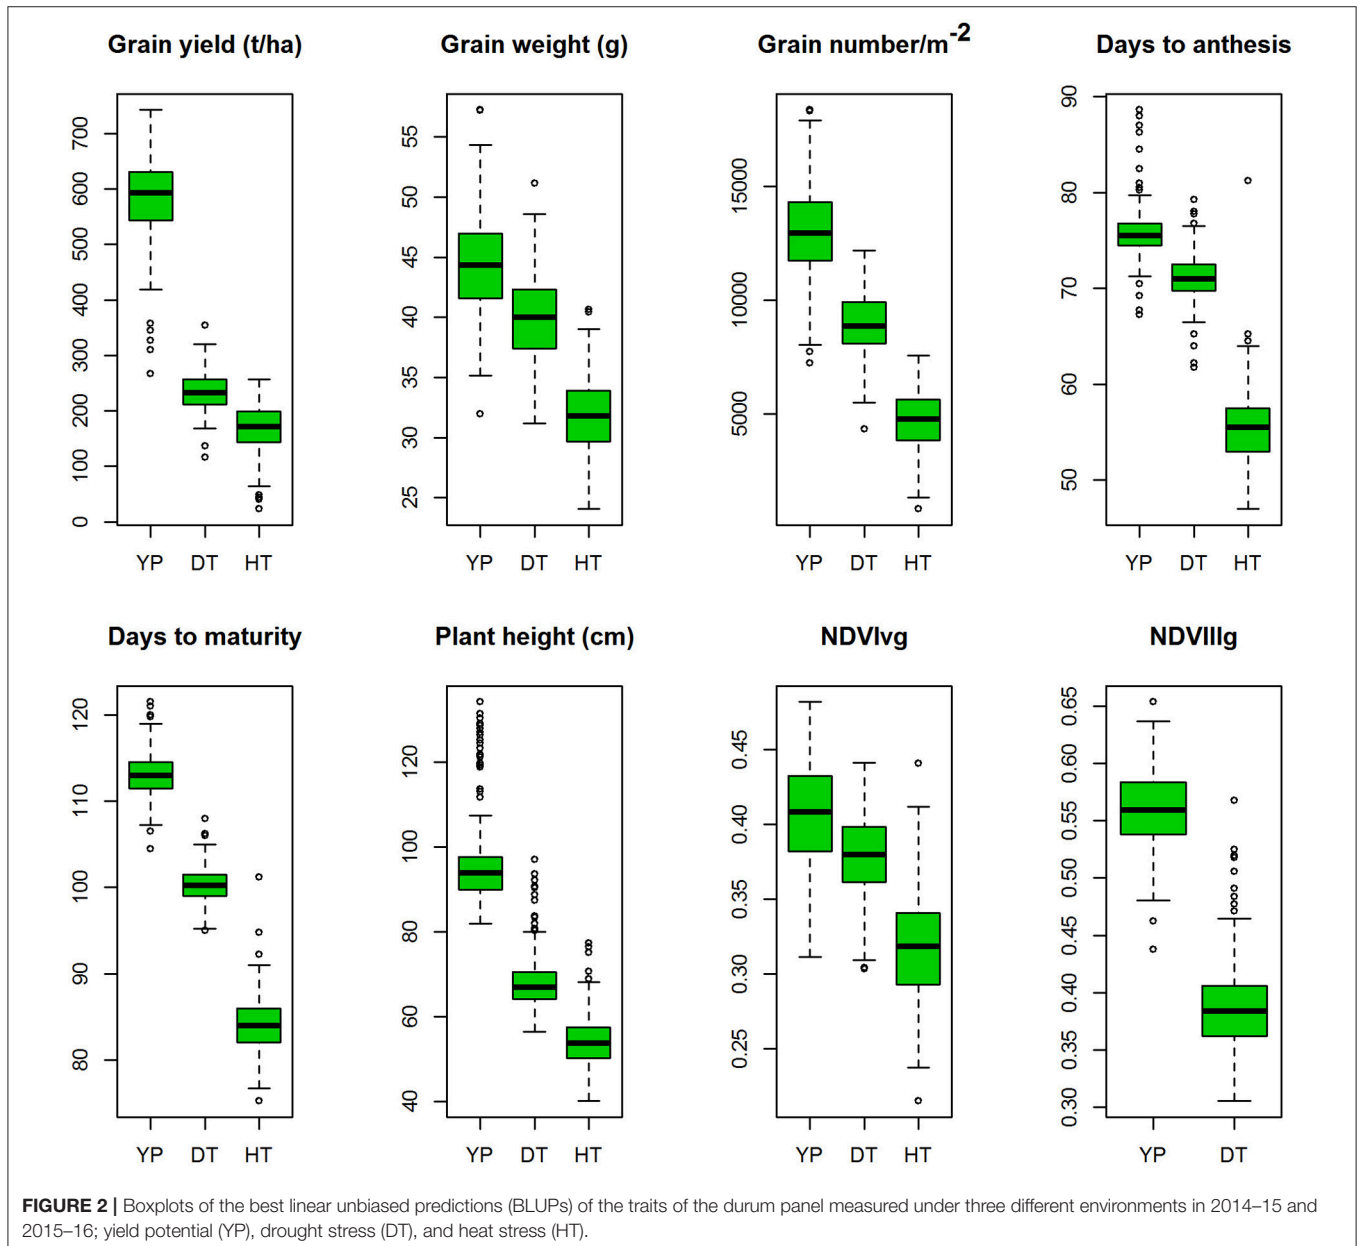 Grain yield (t/ha)
Grain weight (g)
Grain number/m-2
Days to anthesis
700
600
500
400
300
200
100
0
YP DT HT
55
50
45
40
35
30
25
YP DT HT
15000
10000
5000
YP DT HT
90
80
70
60
50
YP DT HT
Days to maturity
Plant height (cm)
NDVIvg
NDVIllg
120
110
100
90
80
YP DT HT
120
100
80
60
40
YP DT HT
0.45
0.40
0.35
0.30
0.25
YP DT HT
0.65
0.60
0.55
0.50
0.45
0.40
0.35
0.30
YP DT
FIGURE 2 | Boxplots of the best linear unbiased predictions (BLUPs) of the traits of the durum panel measured under three different environments in 2014–15 and
2015–16; yield potential (YP), drought stress (DT), and heat stress (HT).